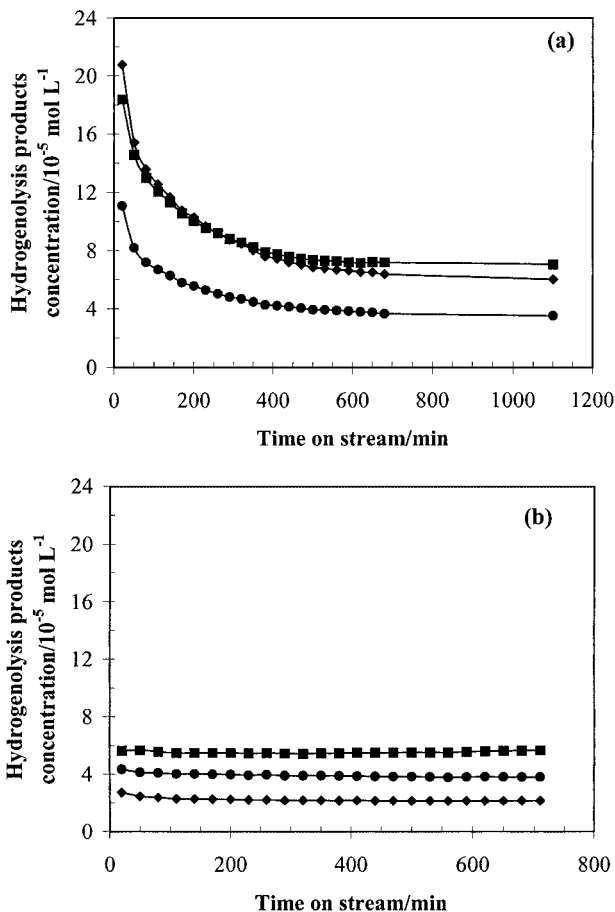 (a)
Hydrogenolysis products
concentration/10⁻⁵ mol L⁻¹
24
20
16
12
8
4
0
0 200 400 600 800 1000 1200
Time on stream/min
(b)
Hydrogenolysis products
concentration/10⁻⁵ mol L⁻¹
24
20
16
12
8
4
0
0 200 400 600 800
Time on stream/min